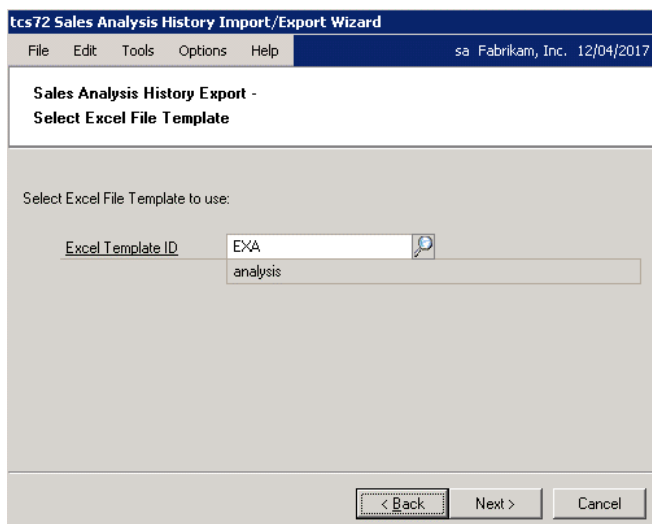 tcs72 Sales Analysis History Import/Export Wizard
File Edit Tools Options Help sa Fabrikam, Inc. 12/04/2017
Sales Analysis History Export -
Select Excel File Template
Select Excel File Template to use:
Excel Template ID EXA
analysis
< Back Next > Cancel